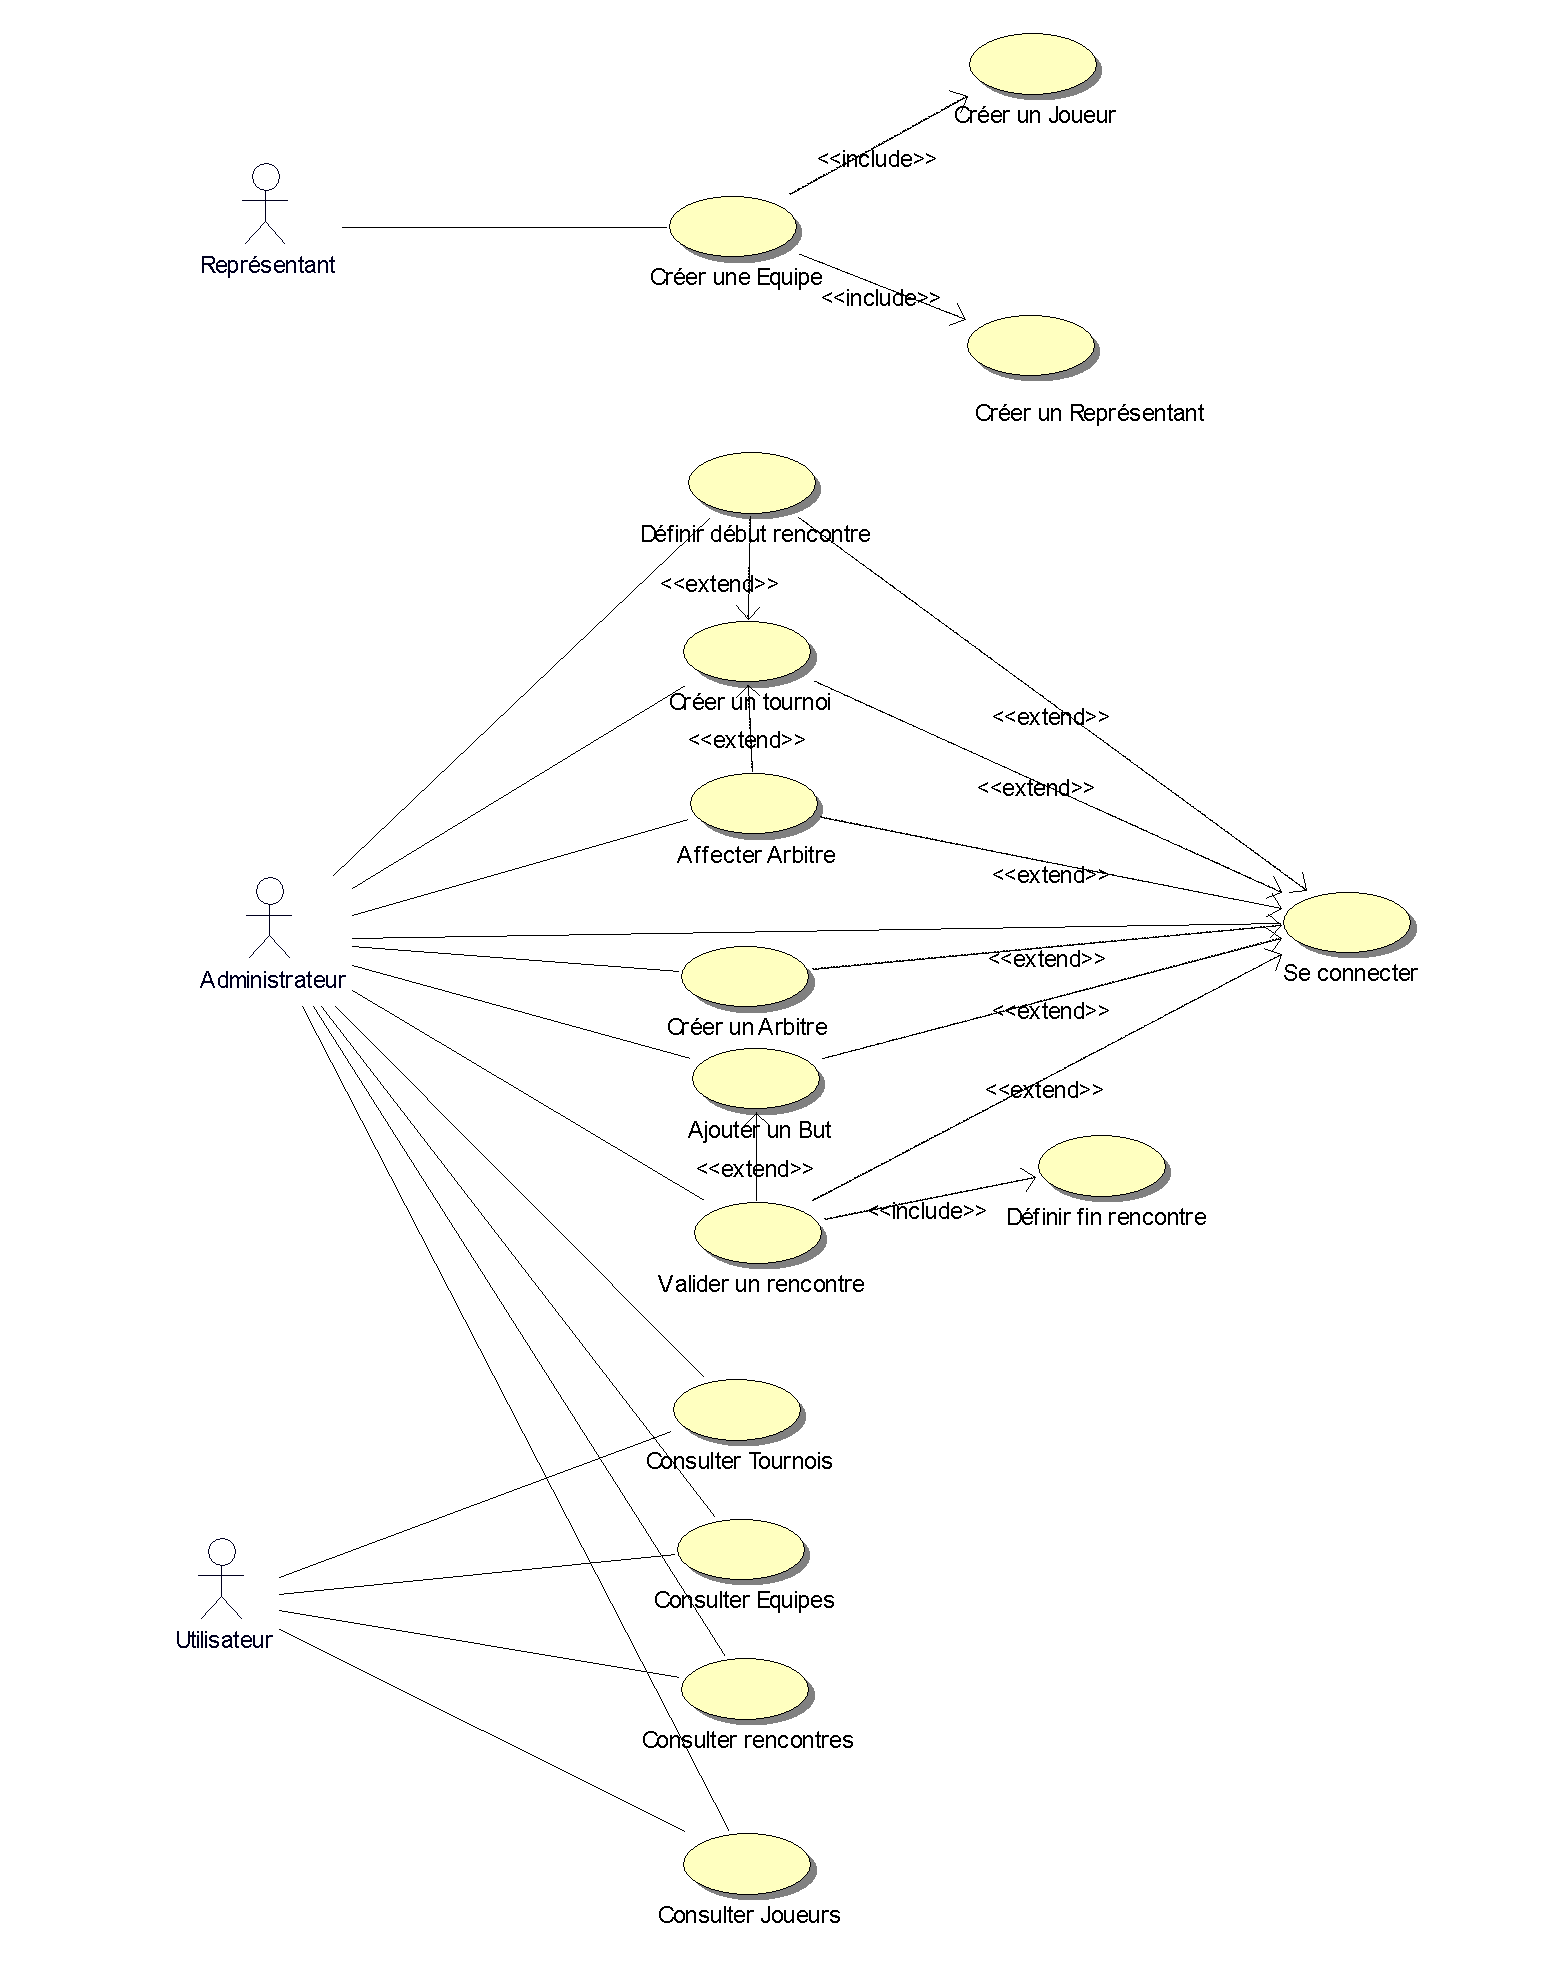 Créer un Joueur
<<include>>
Représentant
Créer une Equipe
<<include>>
Créer un Représentant
Définir début rencontre
<<extend>>
Créer un tournoi
<<extend>>
<<extend>>
<<extend>>
Affecter Arbitre
<<extend>>
Administrateur
<<extend>>
Se connecter
Créer un Arbitre
<<extend>>
<<extend>>
Ajouter un But
<<extend>>
<<include>>
Définir fin rencontre
Valider un rencontre
Consulter Tournois
Consulter Equipes
Utilisateur
Consulter rencontres
Consulter Joueurs